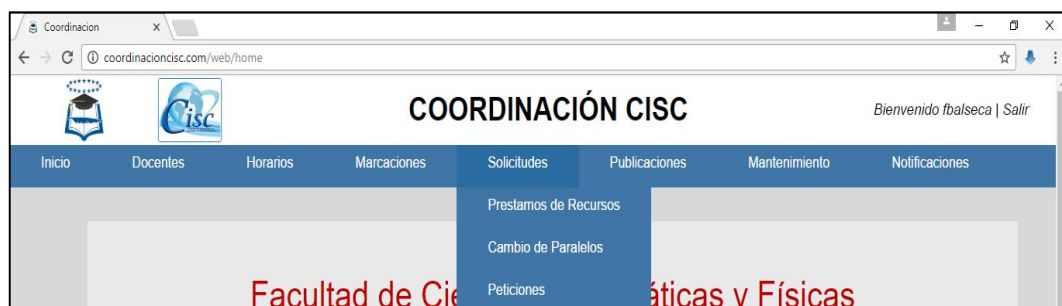 Coordinacion
coordinacioncisc.com/web/home
Cisc
COORDINACIÓN CISC
Bienvenido fbalseca | Salir
Inicio Docentes Horarios Marcaciones Solicitudes Publicaciones Mantenimiento Notificaciones
Prestamos de Recursos
Cambio de Paralelos
Peticiones
Facultad de Cie áticas y Físicas